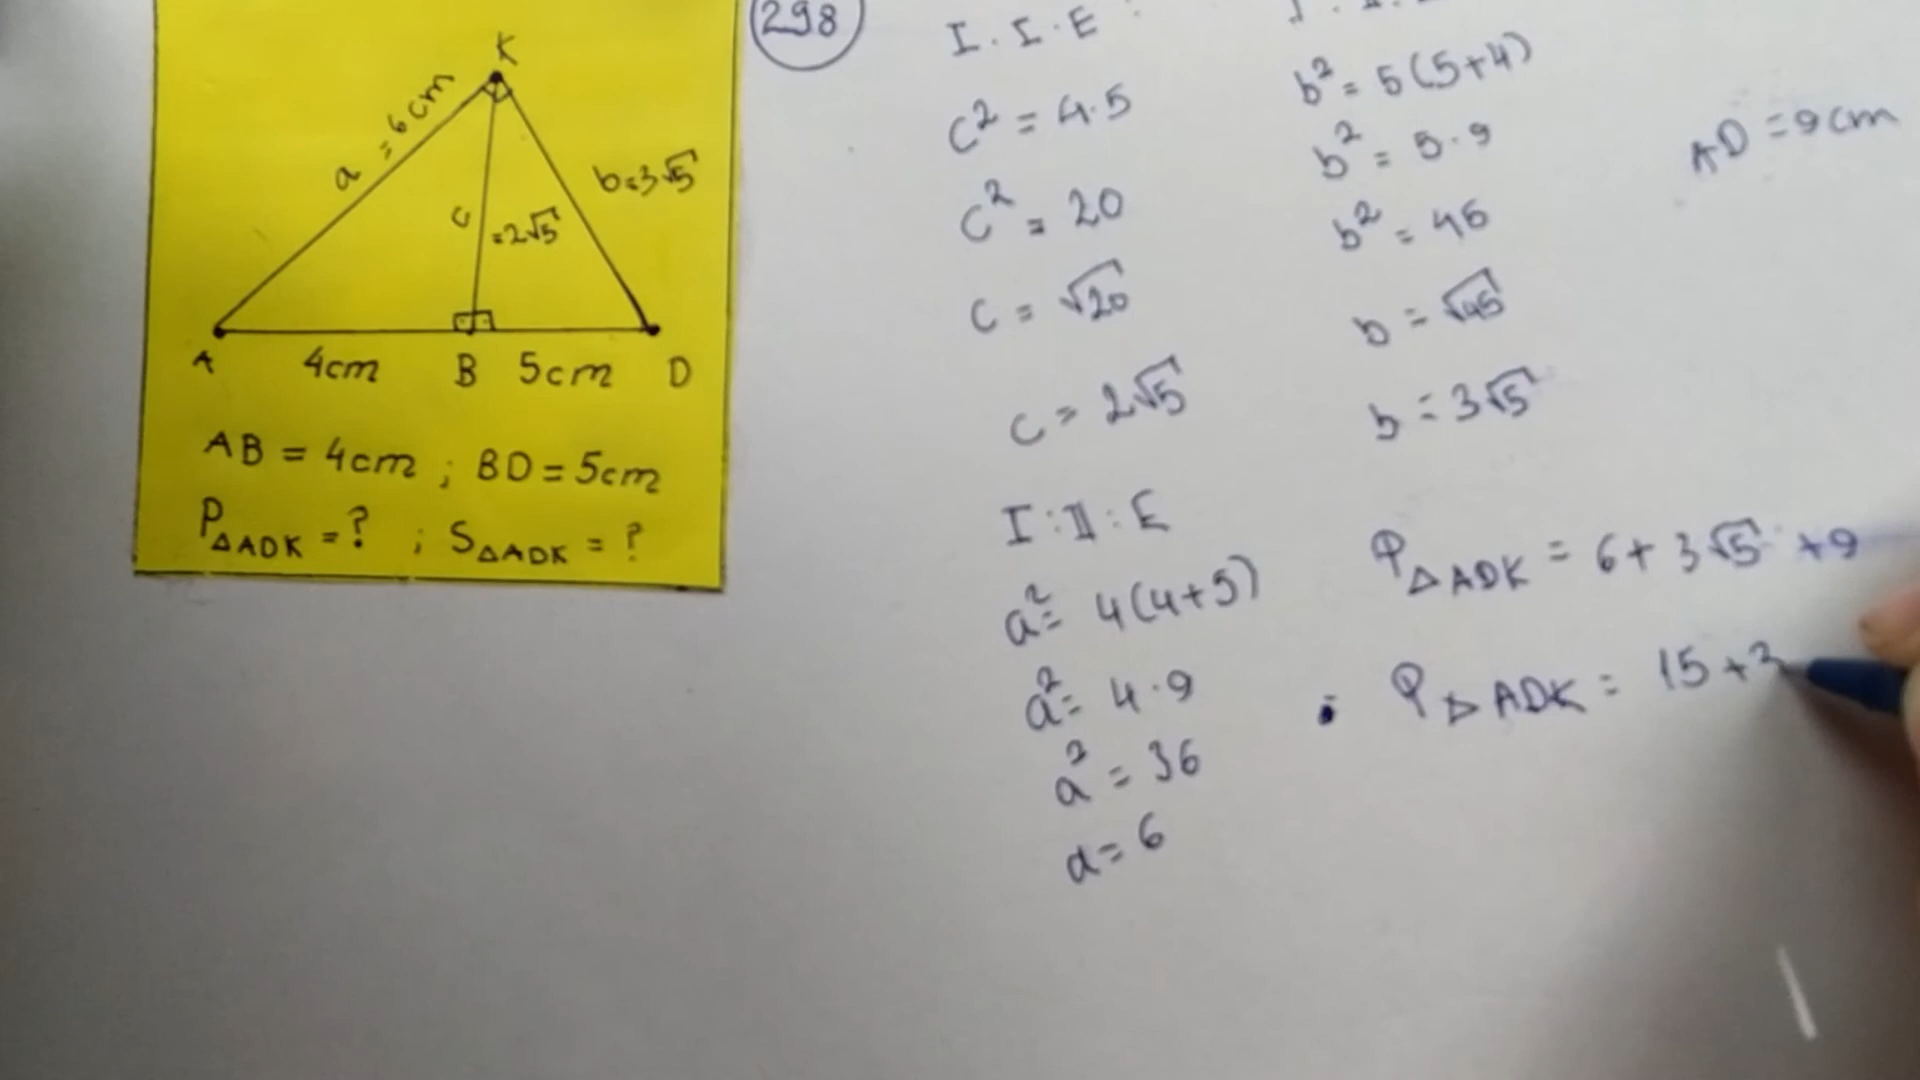 K
a = 6cm
b=3√5
c
=2√5
A 4cm B 5cm D
AB = 4cm ; BD = 5cm
P△ADK = ? ; S△ADK = ?
298
I . I . E
c² = 4.5
c² = 20
c = √20
c = 2√5
I : II : E
a² = 4(4+5)
a² = 4.9
a² = 36
a = 6
b² = 5(5+4)
b² = 5.9
b² = 45
b = √45
b = 3√5
AD = 9cm
P△ADK = 6+3√5+9
P△ADK = 15+3